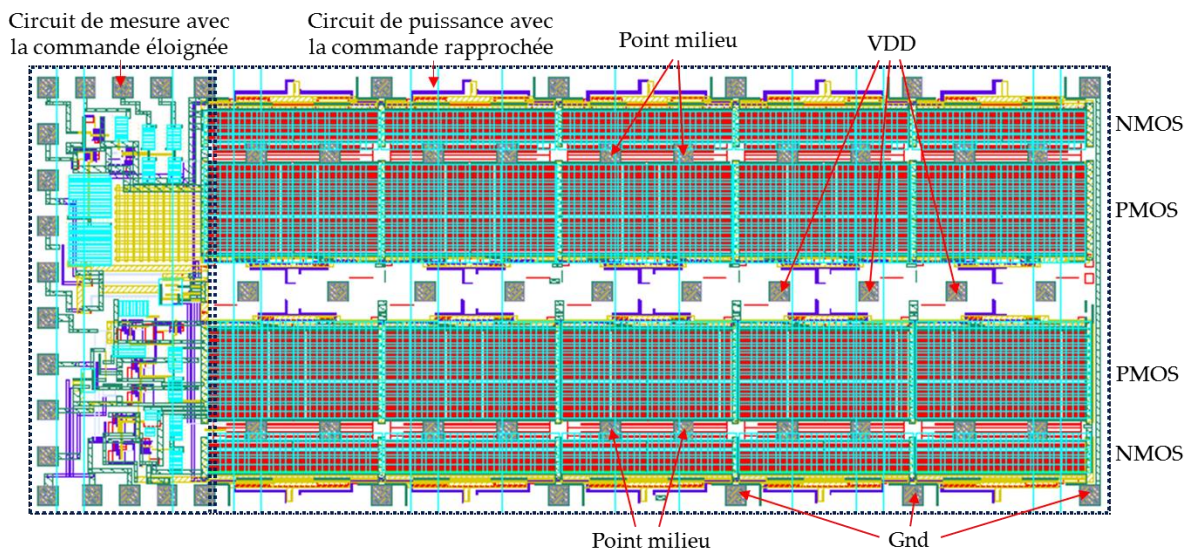 Circuit de mesure avec
la commande éloignée
Circuit de puissance avec
la commande rapprochée
Point milieu
VDD
NMOS
PMOS
PMOS
NMOS
Point milieu
Gnd